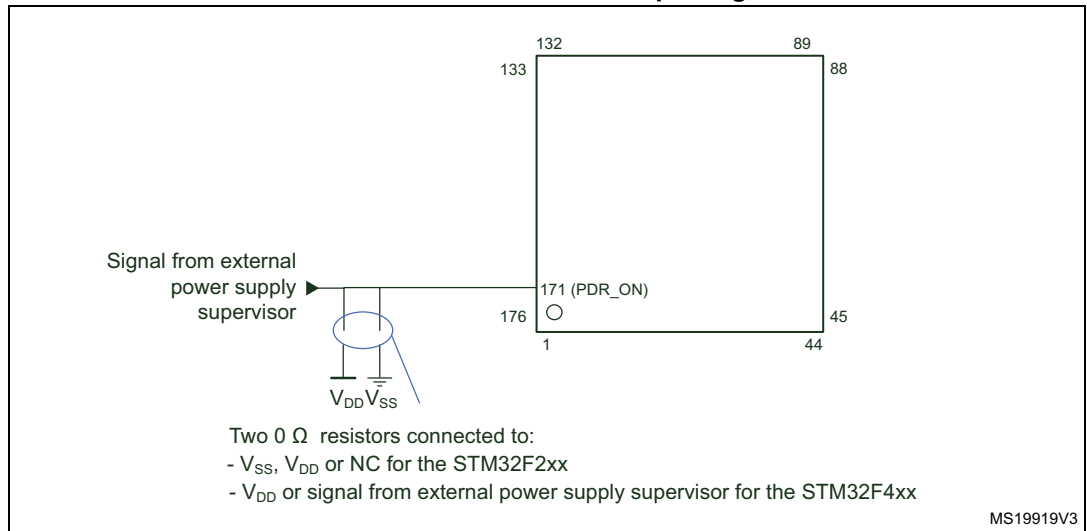 132
89
133
88
Signal from external
power supply
supervisor
171 (PDR_ON)
176
45
1
44
VDD VSS
Two 0 Ω resistors connected to:
- VSS, VDD or NC for the STM32F2xx
- VDD or signal from external power supply supervisor for the STM32F4xx
MS19919V3